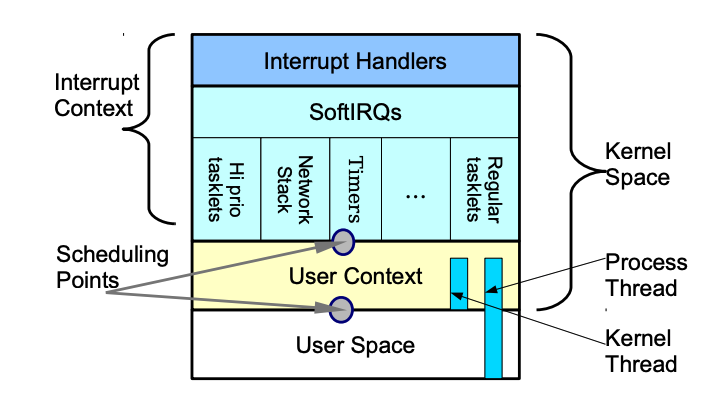 Interrupt Handlers
Interrupt
Context
SoftIRQs
Hi prio
tasklets
Network
Stack
Timers
...
Regular
tasklets
Kernel
Space
Scheduling
Points
User Context
Process
Thread
User Space
Kernel
Thread